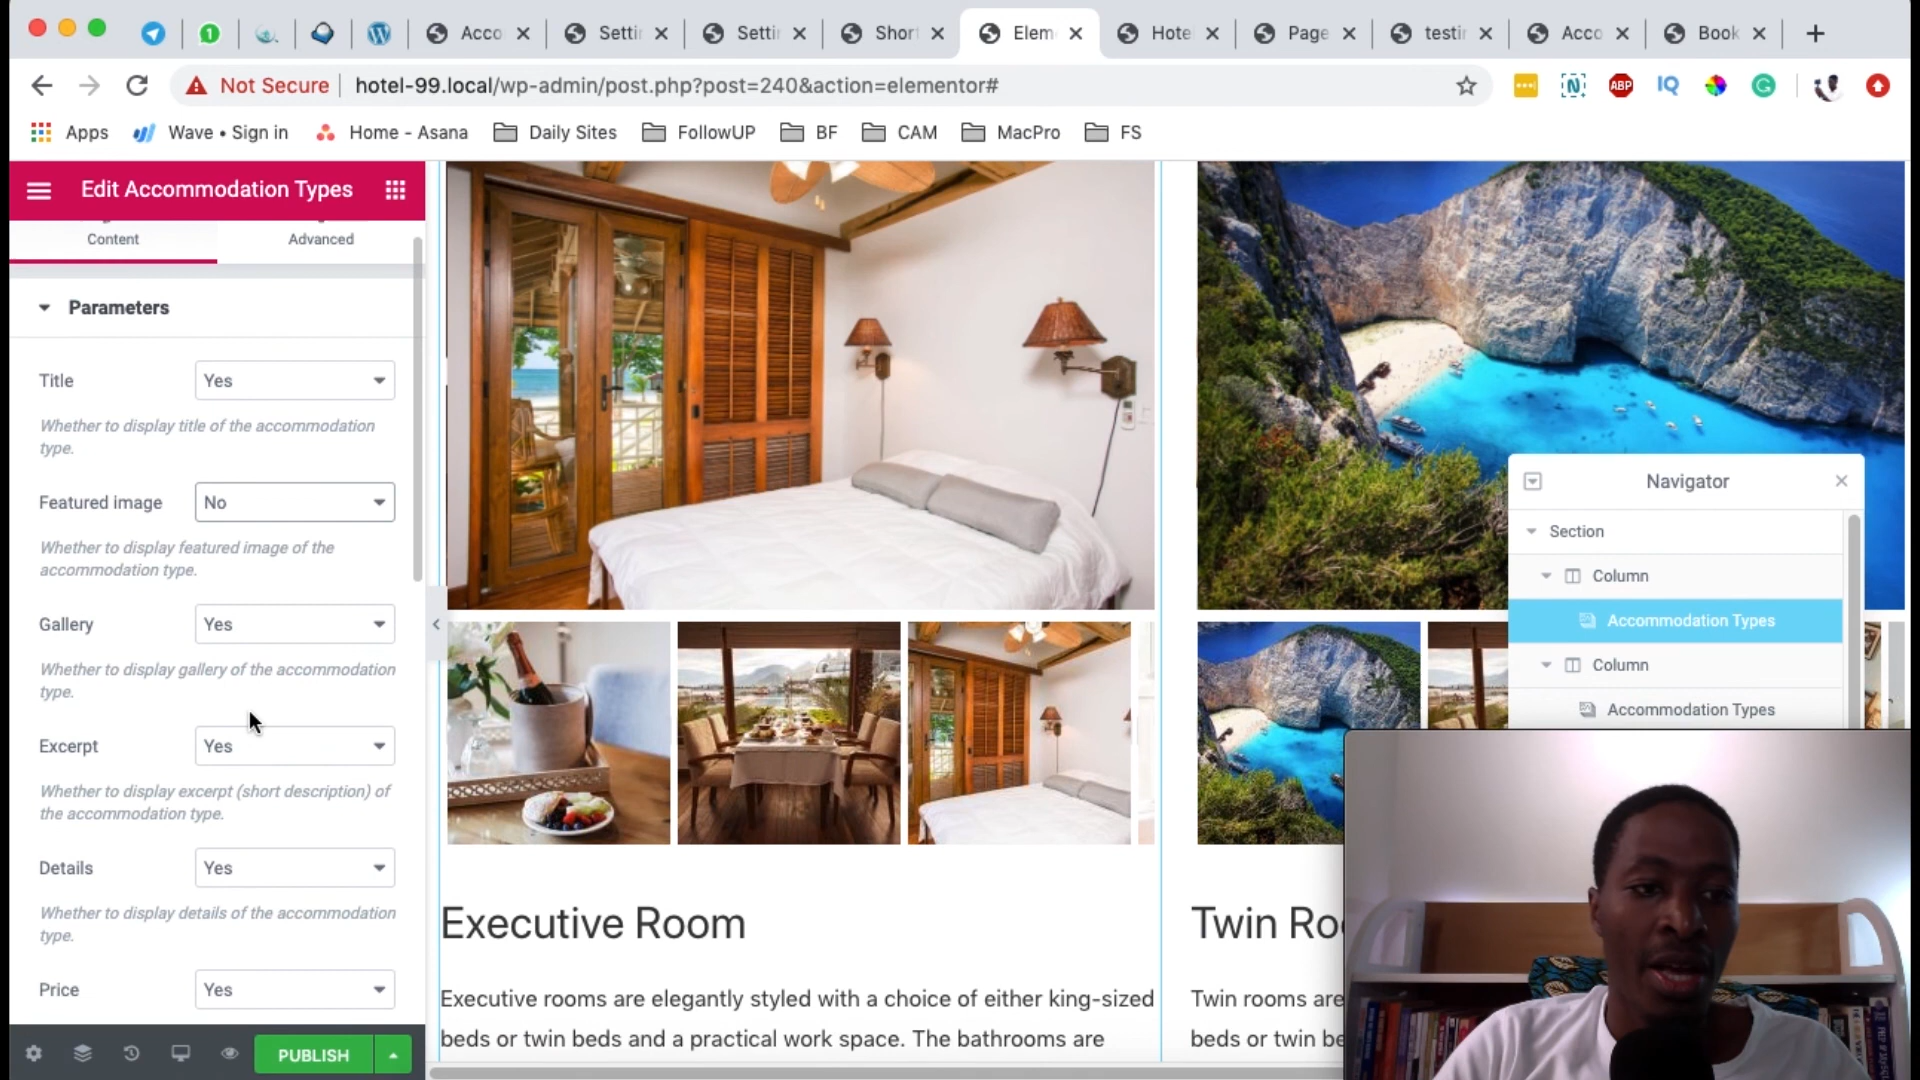 1
Acco
Settin
Settin
Short
Elem
Hote
Page
testin
Acco
Book
Not Secure
hotel-99.local/wp-admin/post.php?post=240&action=elementor#
ABP
IQ
Apps
Wave • Sign in
Home - Asana
Daily Sites
FollowUP
BF
CAM
MacPro
FS
Edit Accommodation Types
Content
Advanced
Parameters
Title
Yes
Whether to display title of the accommodation
type.
Featured image
No
Whether to display featured image of the
accommodation type.
Gallery
Yes
Whether to display gallery of the accommodation
type.
Excerpt
Yes
Whether to display excerpt (short description) of
the accommodation type.
Details
Yes
Whether to display details of the accommodation
type.
Price
Yes
PUBLISH
Executive Room
Executive rooms are elegantly styled with a choice of either king-sized
beds or twin beds and a practical work space. The bathrooms are
Twin Ro
Twin rooms are
beds or twin be
Navigator
Section
Column
Accommodation Types
Column
Accommodation Types